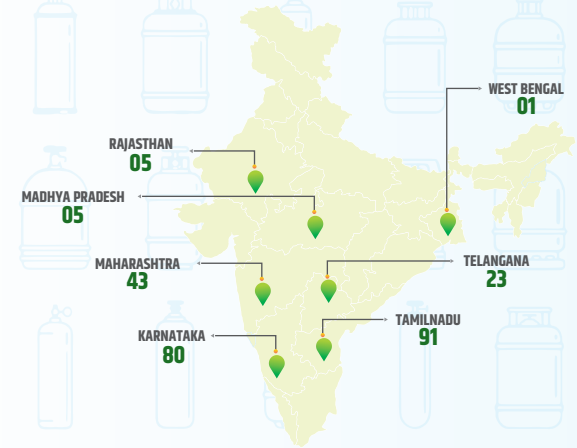 WEST BENGAL
01
RAJASTHAN
05
MADHYA PRADESH
05
MAHARASHTRA
43
TELANGANA
23
TAMILNADU
91
KARNATAKA
80